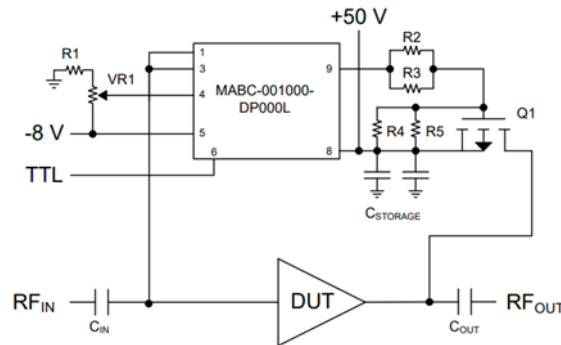 +50 V
R1
VR1
-8 V
TTL
1
3
4
5
6
MABC-001000-
DP000L
9
8
R2
R3
R4
R5
Q1
CSTORAGE
RFIN
CIN
DUT
COUT
RFOUT